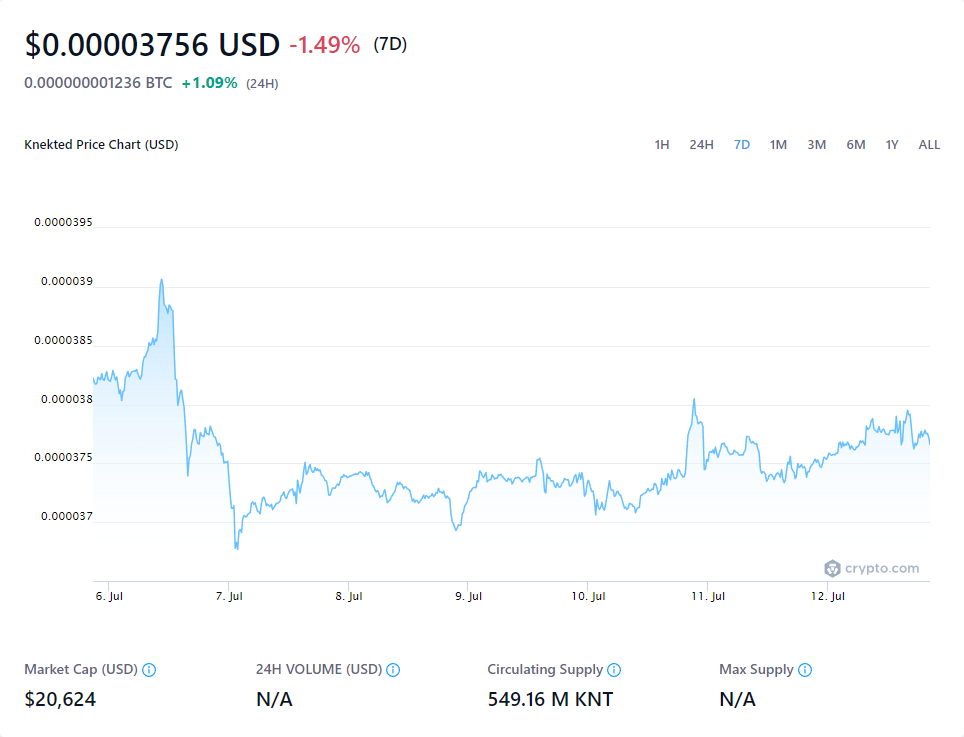 $0.00003756 USD -1.49% (7D)
0.000000001236 BTC +1.09% (24H)
Knekted Price Chart (USD) 1H 24H 7D 1M 3M 6M 1Y ALL
0.0000395
0.000039
0.0000385
0.000038
0.0000375
0.000037
crypto.com
6. Jul 7. Jul 8. Jul 9. Jul 10. Jul 11. Jul 12. Jul
Market Cap (USD) 24H VOLUME (USD) Circulating Supply Max Supply
$20,624 N/A 549.16 M KNT N/A